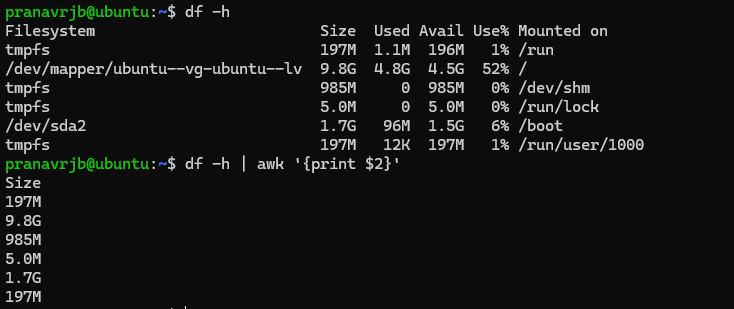 pranavrjb@ubuntu:~$ df -h
Filesystem                         Size  Used Avail Use% Mounted on
tmpfs                              197M  1.1M  196M   1% /run
/dev/mapper/ubuntu--vg-ubuntu--lv  9.8G  4.8G  4.5G  52% /
tmpfs                              985M     0  985M   0% /dev/shm
tmpfs                              5.0M     0  5.0M   0% /run/lock
/dev/sda2                          1.7G   96M  1.5G   6% /boot
tmpfs                              197M   12K  197M   1% /run/user/1000
pranavrjb@ubuntu:~$ df -h | awk '{print $2}'
Size
197M
9.8G
985M
5.0M
1.7G
197M